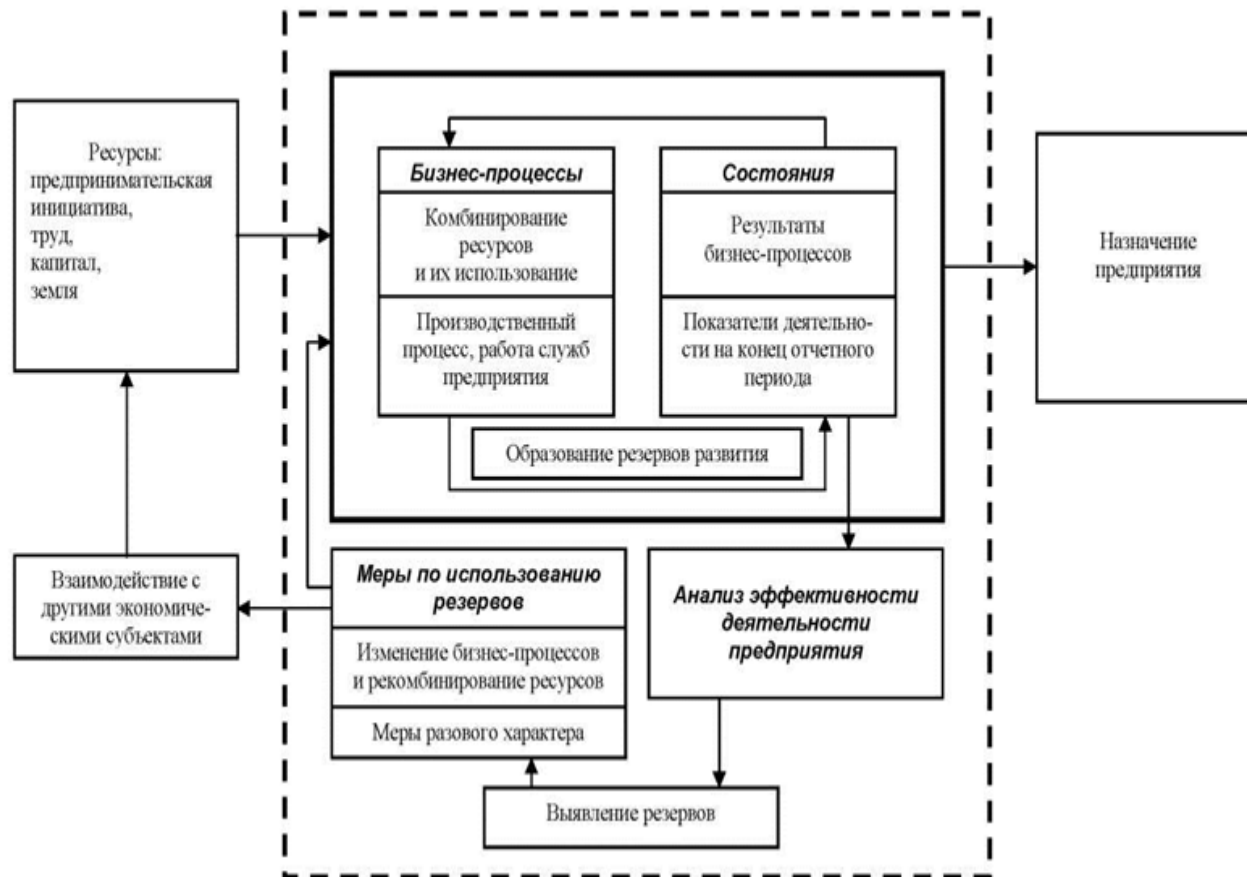 Ресурсы:
предпринимательская
инициатива,
труд,
капитал,
земля
Бизнес-процессы
Комбинирование
ресурсов
и их использование
Производственный
процесс, работа служб
предприятия
Состояния
Результаты
бизнес-процессов
Показатели деятельно-
сти на конец отчетного
периода
Образование резервов развития
Назначение
предприятия
Взаимодействие с
другими экономиче-
скими субъектами
Меры по использованию
резервов
Изменение бизнес-процессов
и рекомбинирование ресурсов
Меры разового характера
Анализ эффективности
деятельности
предприятия
Выявление резервов